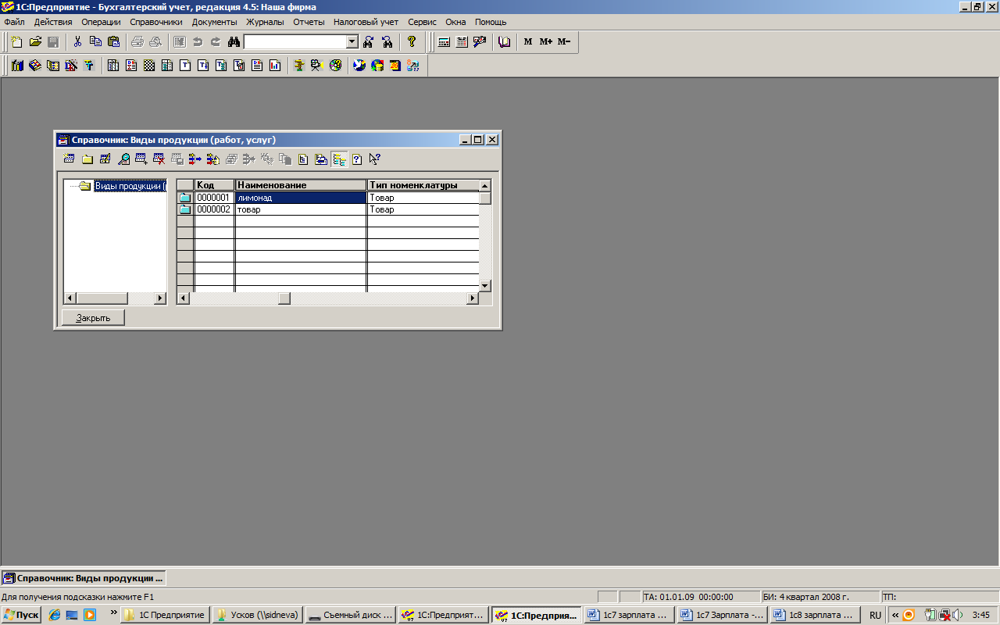 1С:Предприятие - Бухгалтерский учет, редакция 4.5: Наша фирма
Файл Действия Операции Справочники Документы Журналы Отчеты Налоговый учет Сервис Окна Помощь
M M+ M−
Справочник: Виды продукции (работ, услуг)
Виды продукции (
Код Наименование Тип номенклатуры
0000001 лимонад Товар
0000002 товар Товар
Закрыть
Справочник: Виды продукции ...
Для получения подсказки нажмите F1 ТА: 01.01.09 00:00:00 БИ: 4 квартал 2008 г. ТП:
Пуск » 1С Предприятие Усков (\\sidneva) Съемный диск ... 1С:Предприят... 1С:Предприя... 1с7 зарплата ... 1с7 Зарплата -... 1с8 зарплата ... RU « 3:45